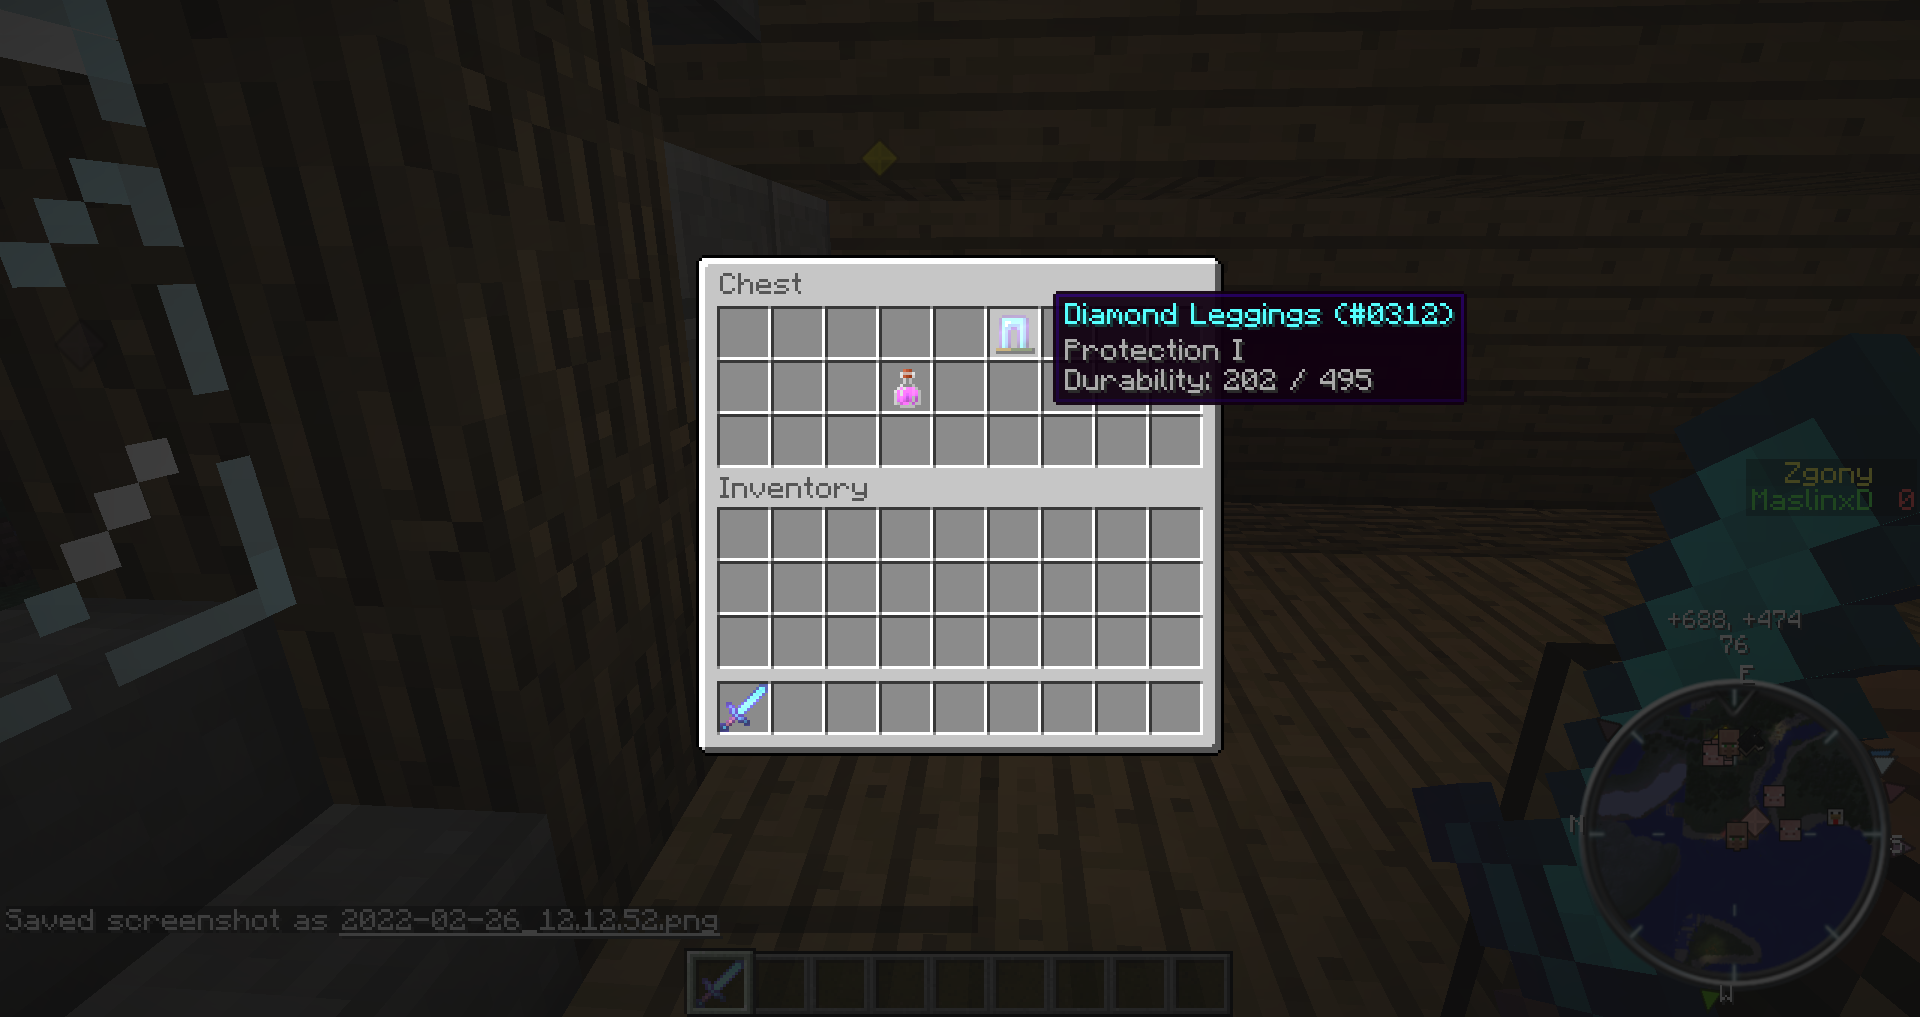 Chest
Diamond Leggings (#0312)
Protection I
Durability: 202 / 495
Inventory
Zgony
MaslinxD 0
+688, +474
76
E
N
S
W
Saved screenshot as 2022-02-26_12.12.52.png